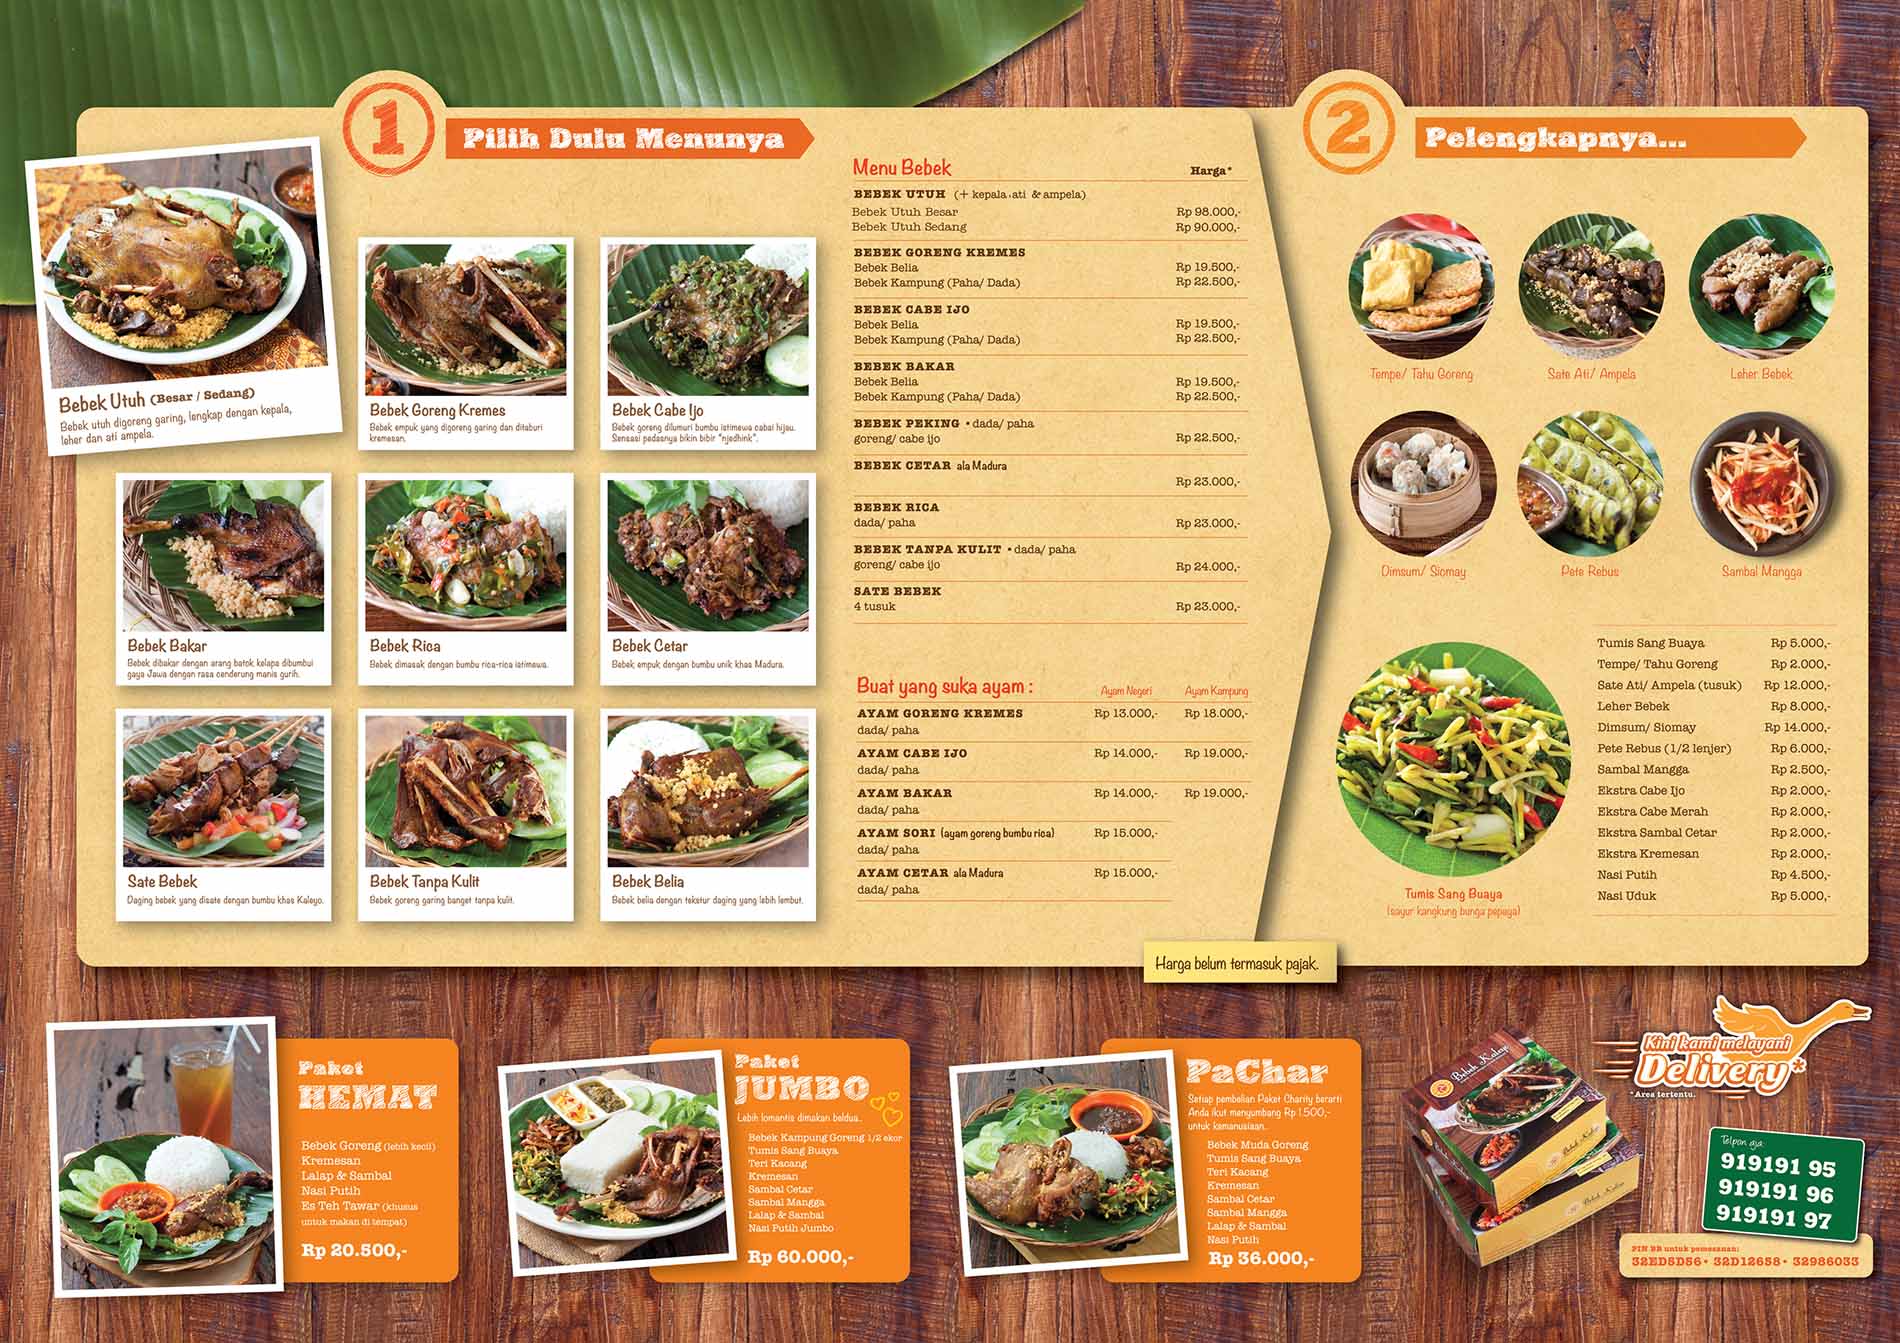 1
Pilih Dulu Menunya
Bebek Utuh (Besar / Sedang)
Bebek utuh digoreng garing, lengkap dengan kepala,
leher dan ati ampela.
Bebek Goreng Kremes
Bebek empuk yang digoreng garing dan ditaburi
kremesan.
Bebek Cabe Ijo
Bebek goreng dilumuri bumbu istimewa cabai hijau.
Sensasi pedasnya bikin bibir "njedhink".
Bebek Bakar
Bebek dibakar dengan arang batok kelapa dibumbui
gaya Jawa dengan rasa cenderung manis gurih.
Bebek Rica
Bebek dimasak dengan bumbu rica-rica istimewa.
Bebek Cetar
Bebek empuk dengan bumbu unik khas Madura.
Sate Bebek
Daging bebek yang disate dengan bumbu khas Kaleyo.
Bebek Tanpa Kulit
Bebek goreng garing banget tanpa kulit.
Bebek Belia
Bebek belia dengan tekstur daging yang lebih lembut.
Menu Bebek Harga*
BEBEK UTUH (+ kepala, ati & ampela)
Bebek Utuh Besar Rp 98.000,-
Bebek Utuh Sedang Rp 90.000,-
BEBEK GORENG KREMES
Bebek Belia Rp 19.500,-
Bebek Kampung (Paha/ Dada) Rp 22.500,-
BEBEK CABE IJO
Bebek Belia Rp 19.500,-
Bebek Kampung (Paha/ Dada) Rp 22.500,-
BEBEK BAKAR
Bebek Belia Rp 19.500,-
Bebek Kampung (Paha/ Dada) Rp 22.500,-
BEBEK PEKING • dada/ paha
goreng/ cabe ijo Rp 22.500,-
BEBEK CETAR ala Madura
Rp 23.000,-
BEBEK RICA
dada/ paha Rp 23.000,-
BEBEK TANPA KULIT • dada/ paha
goreng/ cabe ijo Rp 24.000,-
SATE BEBEK
4 tusuk Rp 23.000,-
Buat yang suka ayam : Ayam Negeri Ayam Kampung
AYAM GORENG KREMES Rp 13.000,- Rp 18.000,-
dada/ paha
AYAM CABE IJO Rp 14.000,- Rp 19.000,-
dada/ paha
AYAM BAKAR Rp 14.000,- Rp 19.000,-
dada/ paha
AYAM SORI (ayam goreng bumbu rica) Rp 15.000,-
dada/ paha
AYAM CETAR ala Madura Rp 15.000,-
dada/ paha
Harga belum termasuk pajak.
2
Pelengkapnya...
Tempe/ Tahu Goreng
Sate Ati/ Ampela
Leher Bebek
Dimsum/ Siomay
Pete Rebus
Sambal Mangga
Tumis Sang Buaya
(sayur kangkung bunga pepaya)
Tumis Sang Buaya Rp 5.000,-
Tempe/ Tahu Goreng Rp 2.000,-
Sate Ati/ Ampela (tusuk) Rp 12.000,-
Leher Bebek Rp 8.000,-
Dimsum/ Siomay Rp 14.000,-
Pete Rebus (1/2 lenjer) Rp 6.000,-
Sambal Mangga Rp 2.500,-
Ekstra Cabe Ijo Rp 2.000,-
Ekstra Cabe Merah Rp 2.000,-
Ekstra Sambal Cetar Rp 2.000,-
Ekstra Kremesan Rp 2.000,-
Nasi Putih Rp 4.500,-
Nasi Uduk Rp 5.000,-
Paket
HEMAT
Bebek Goreng (lebih kecil)
Kremesan
Lalap & Sambal
Nasi Putih
Es Teh Tawar (khusus
untuk makan di tempat)
Rp 20.500,-
Paket
JUMBO
Lebih lomantis dimakan beldua..
Bebek Kampung Goreng 1/2 ekor
Tumis Sang Buaya
Teri Kacang
Kremesan
Sambal Cetar
Sambal Mangga
Lalap & Sambal
Nasi Putih Jumbo
Rp 60.000,-
PaChar
Setiap pembelian Paket Charity berarti
Anda ikut menyumbang Rp 1.500,-
untuk kemanusiaan..
Bebek Muda Goreng
Tumis Sang Buaya
Teri Kacang
Kremesan
Sambal Cetar
Sambal Mangga
Lalap & Sambal
Nasi Putih
Rp 36.000,-
Kini kami melayani
Delivery*
*Area tertentu.
Bebek Kaleyo
Telpon aja:
919191 95
919191 96
919191 97
PIN BB untuk pemesanan:
32ED5D56 • 32D12658 • 32986033